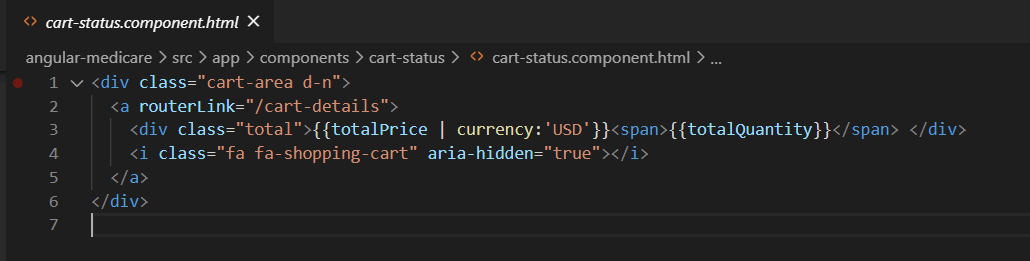 cart-status.component.html
angular-medicare > src > app > components > cart-status > cart-status.component.html > ...
1 <div class="cart-area d-n">
2 <a routerLink="/cart-details">
3 <div class="total">{{totalPrice | currency:'USD'}}<span>{{totalQuantity}}</span> </div>
4 <i class="fa fa-shopping-cart" aria-hidden="true"></i>
5 </a>
6 </div>
7